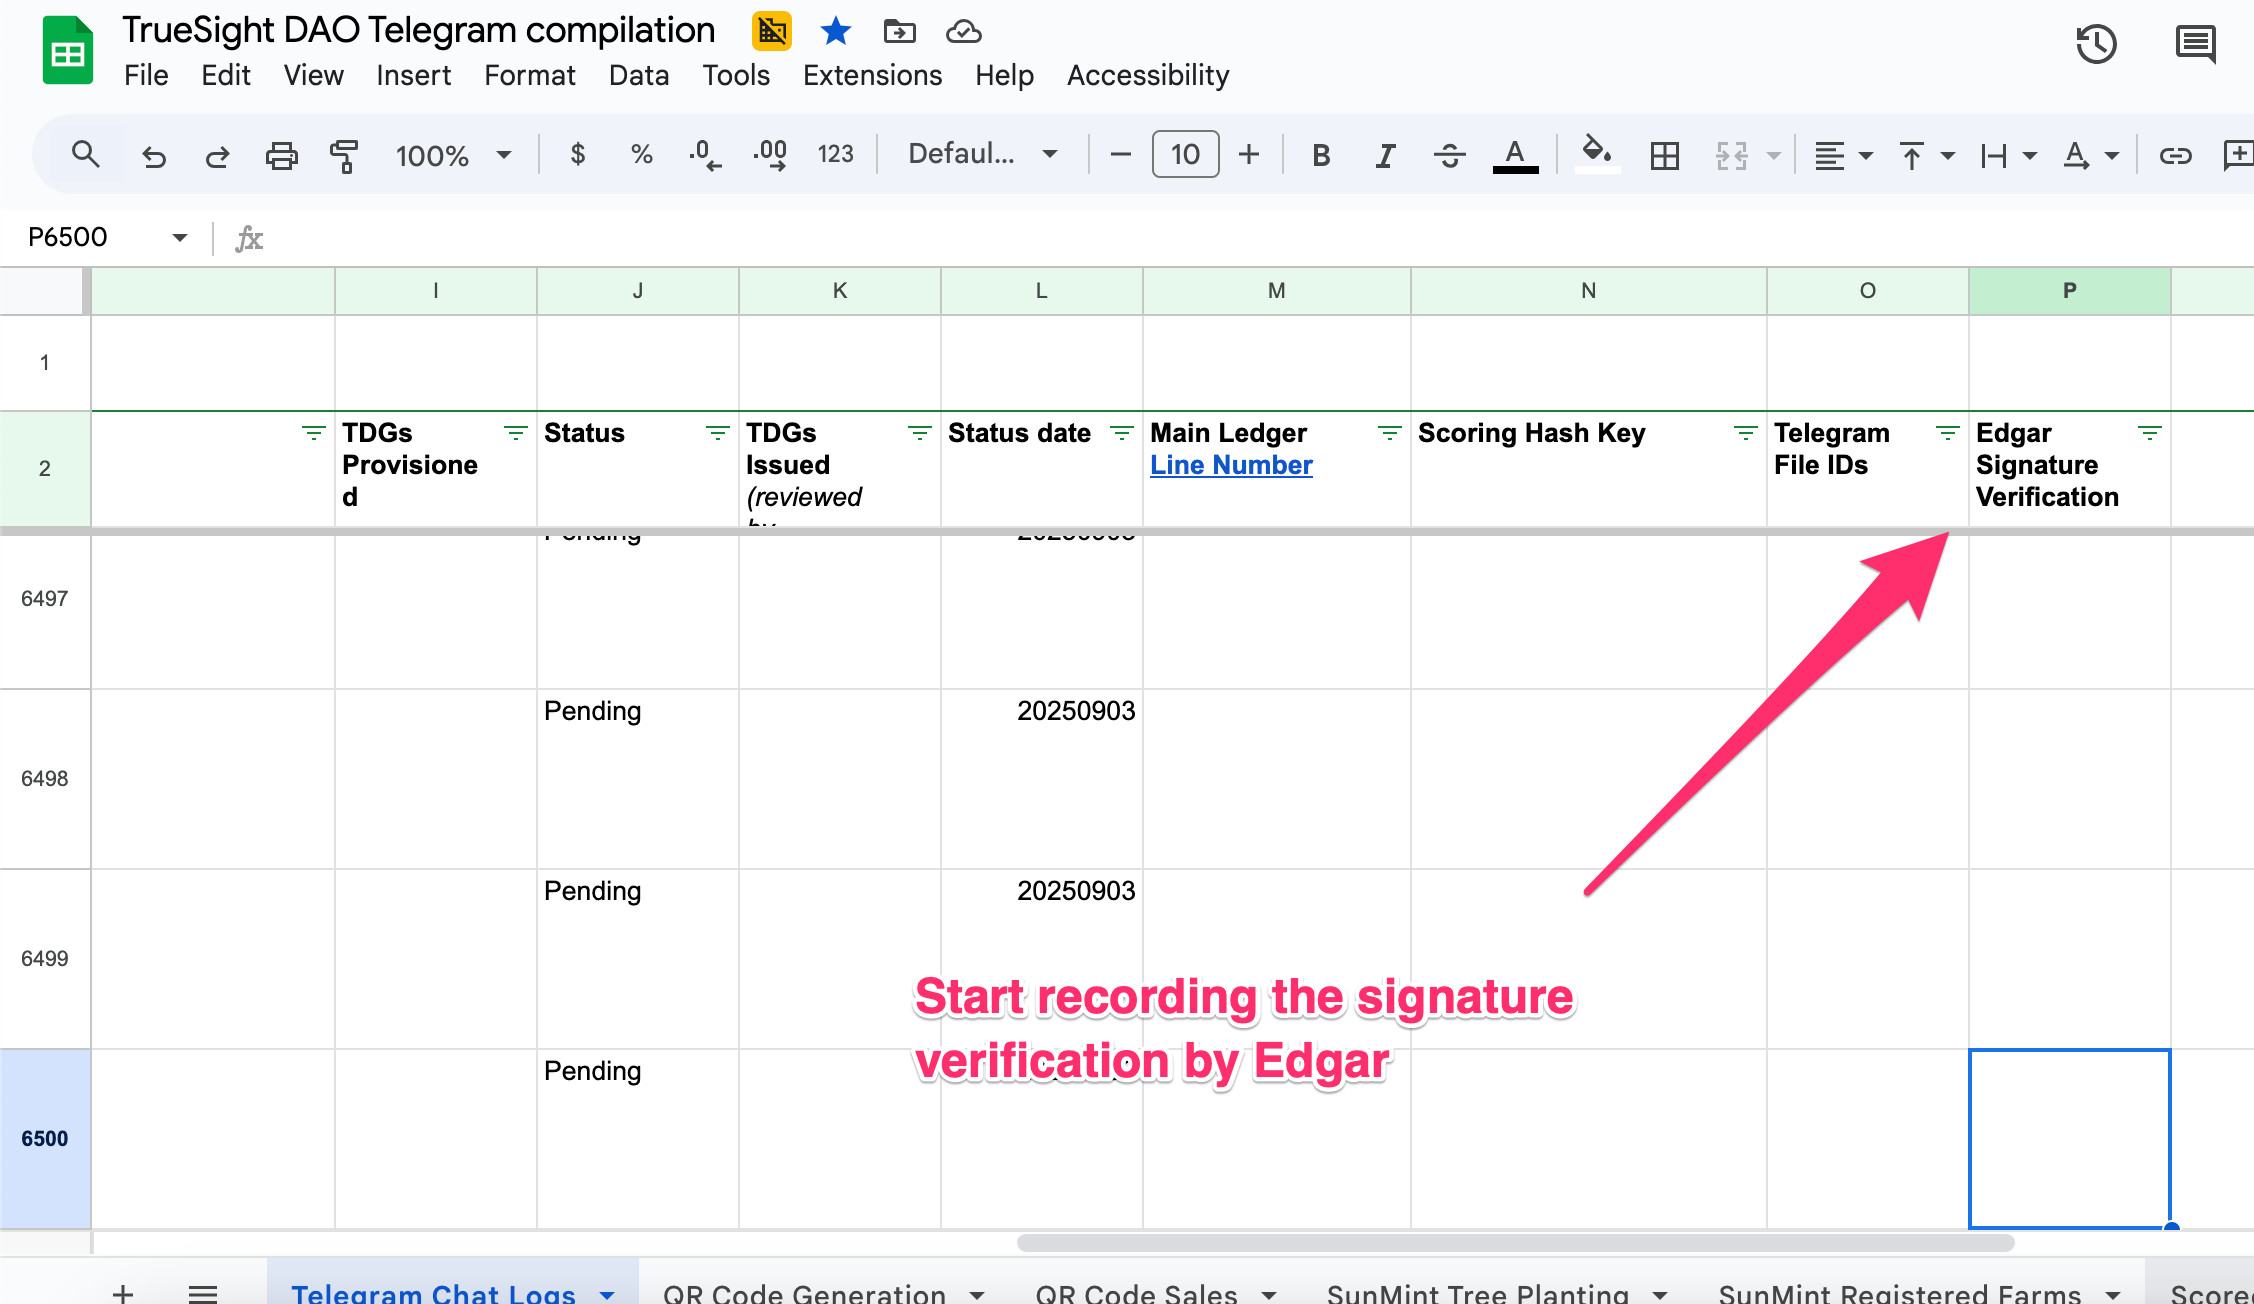 TrueSight DAO Telegram compilation
File Edit View Insert Format Data Tools Extensions Help Accessibility
100% $ % .0 .00 123 Defaul... 10 B I S A
P6500 fx
I J K L M N O P
1
2 TDGs Provisioned Status TDGs Issued (reviewed by Status date Main Ledger Line Number Scoring Hash Key Telegram File IDs Edgar Signature Verification
6497 Pending 20250903
6498 Pending 20250903
6499 Pending 20250903
6500 Pending
Start recording the signature
verification by Edgar
Telegram Chat Logs QR Code Generation QR Code Sales SunMint Tree Planting SunMint Registered Farms